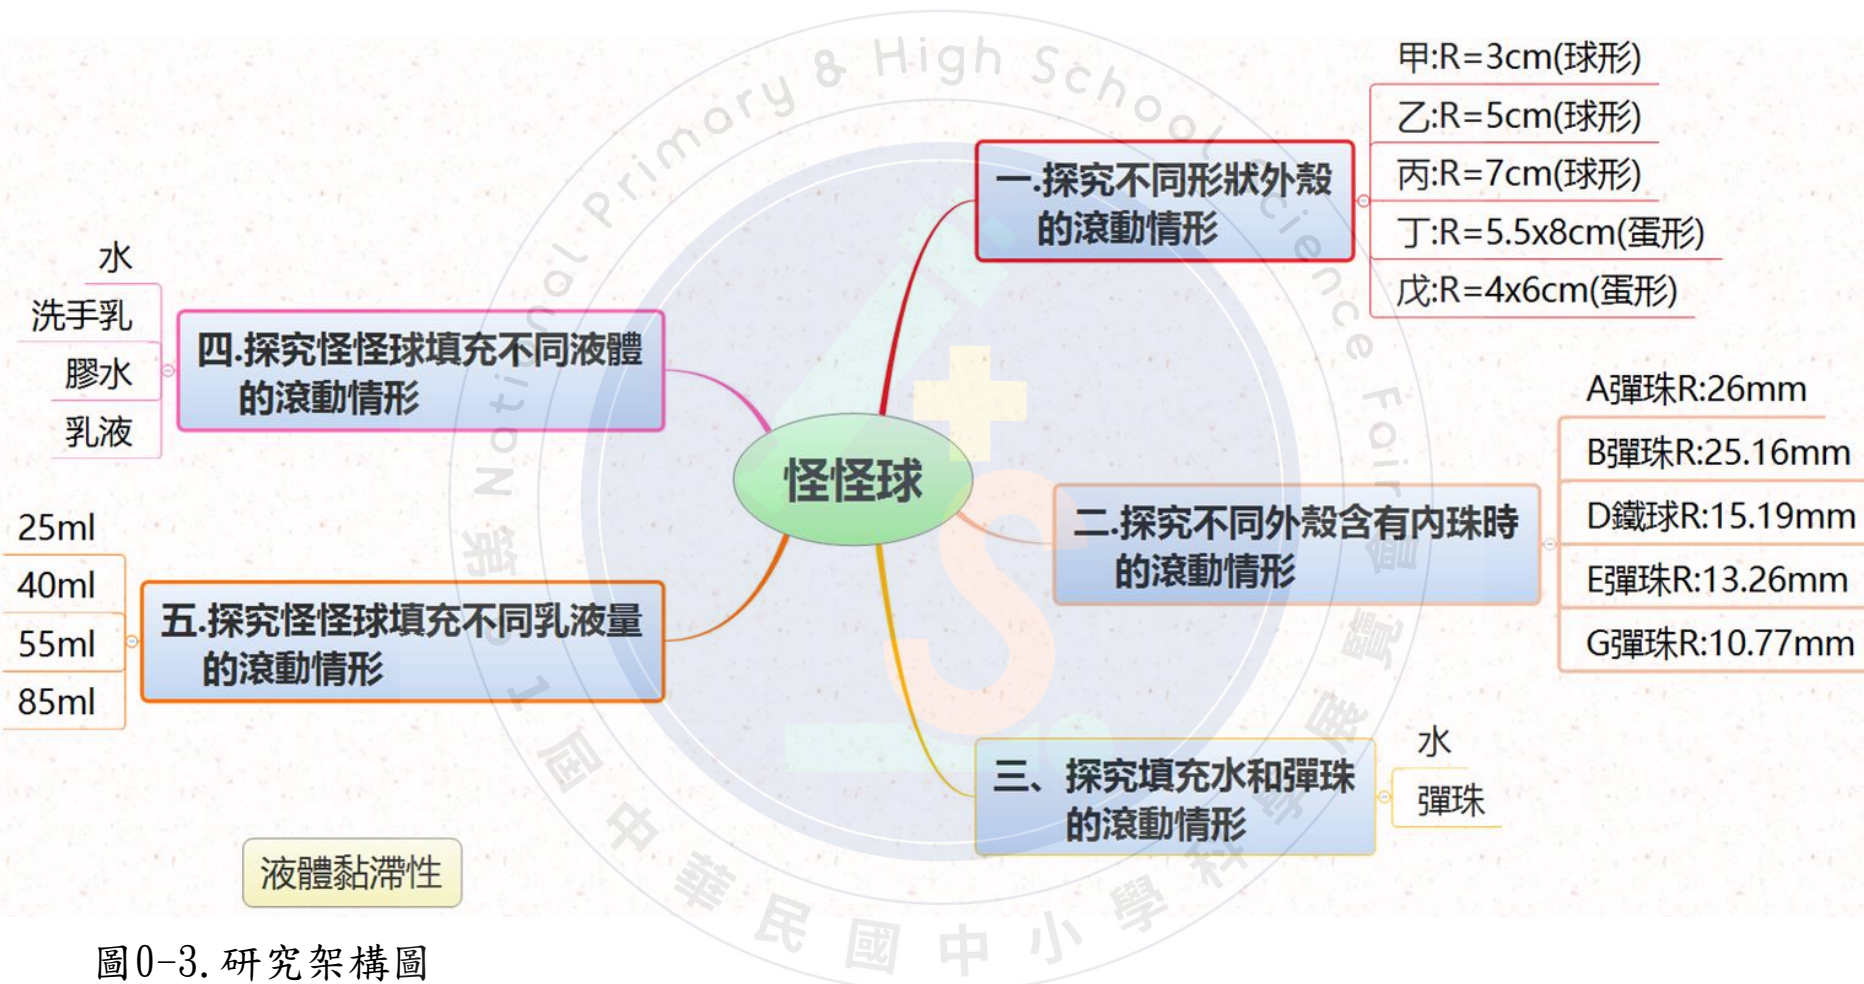 怪怪球
一.探究不同形狀外殼
的滾動情形
甲:R=3cm(球形)
乙:R=5cm(球形)
丙:R=7cm(球形)
丁:R=5.5x8cm(蛋形)
戊:R=4x6cm(蛋形)
二.探究不同外殼含有內珠時
的滾動情形
A彈珠R:26mm
B彈珠R:25.16mm
D鐵球R:15.19mm
E彈珠R:13.26mm
G彈珠R:10.77mm
三、探究填充水和彈珠
的滾動情形
水
彈珠
四.探究怪怪球填充不同液體
的滾動情形
水
洗手乳
膠水
乳液
五.探究怪怪球填充不同乳液量
的滾動情形
25ml
40ml
55ml
85ml
液體黏滯性
圖0-3.研究架構圖
National Primary & High School Science Fair
中華民國中小學科學展覽會